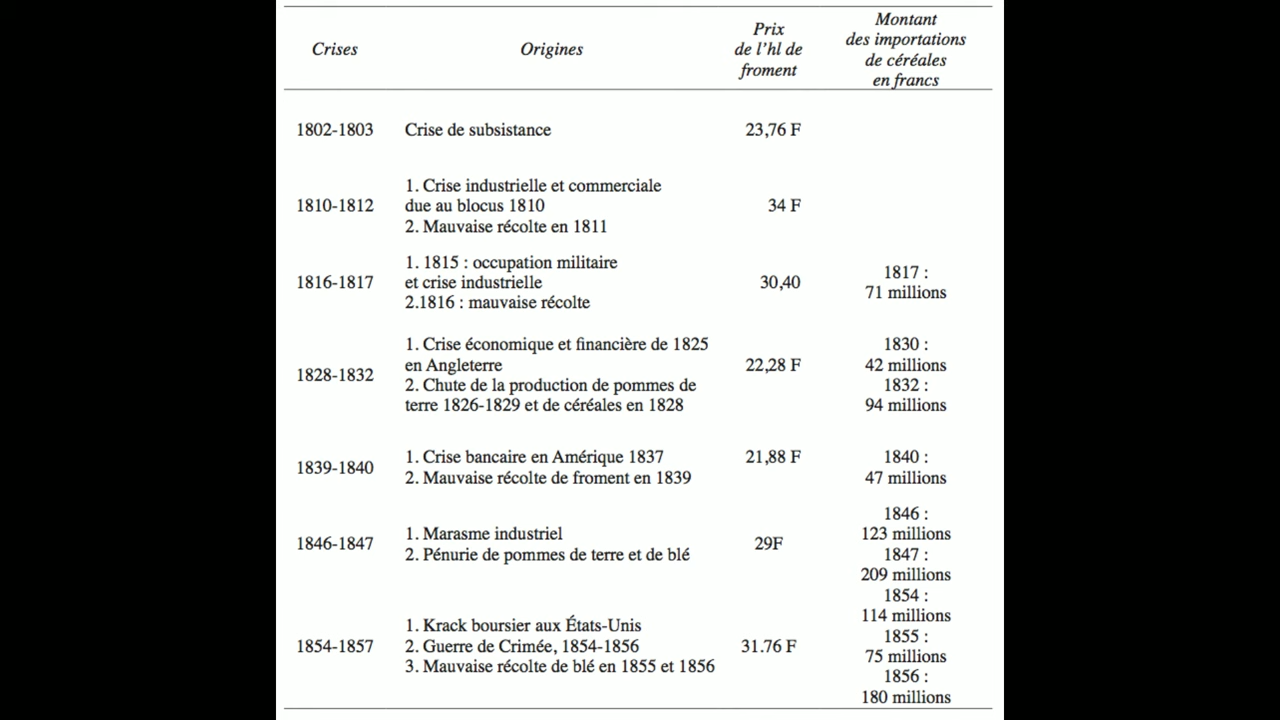 Crises
Origines
Prix
de l'hl de
froment
Montant
des importations
de céréales
en francs
1802-1803
Crise de subsistance
23,76 F
1810-1812
1. Crise industrielle et commerciale
due au blocus 1810
2. Mauvaise récolte en 1811
34 F
1816-1817
1. 1815 : occupation militaire
et crise industrielle
2.1816 : mauvaise récolte
30,40
1817 :
71 millions
1828-1832
1. Crise économique et financière de 1825
en Angleterre
2. Chute de la production de pommes de
terre 1826-1829 et de céréales en 1828
22,28 F
1830 :
42 millions
1832 :
94 millions
1839-1840
1. Crise bancaire en Amérique 1837
2. Mauvaise récolte de froment en 1839
21,88 F
1840 :
47 millions
1846-1847
1. Marasme industriel
2. Pénurie de pommes de terre et de blé
29F
1846 :
123 millions
1847 :
209 millions
1854-1857
1. Krack boursier aux États-Unis
2. Guerre de Crimée, 1854-1856
3. Mauvaise récolte de blé en 1855 et 1856
31.76 F
1854 :
114 millions
1855 :
75 millions
1856 :
180 millions